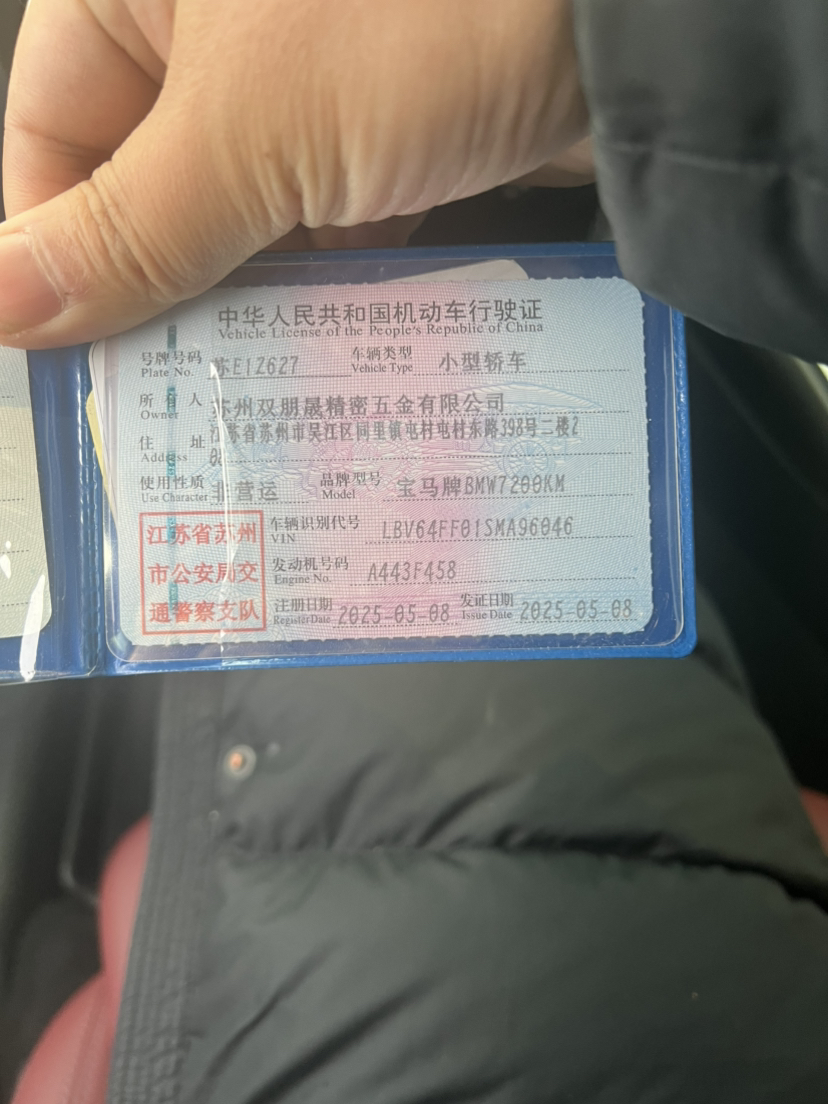 中华人民共和国机动车行驶证
Vehicle License of the People's Republic of China
号牌号码 苏E1Z627 车辆类型 小型轿车
Plate No. Vehicle Type
所有人 苏州双朋晟精密五金有限公司
Owner
住址 江苏省苏州市吴江区同里镇屯村屯村东路398号二楼2
Address 08
使用性质 非营运 品牌型号 宝马牌BMW7200KM
Use Character Model
江苏省苏州 车辆识别代号 LBV64FF01SMA96046
VIN
市公安局交 发动机号码 A443F458
Engine No.
通警察支队 注册日期 2025-05-08 发证日期 2025-05-08
Register Date Issue Date